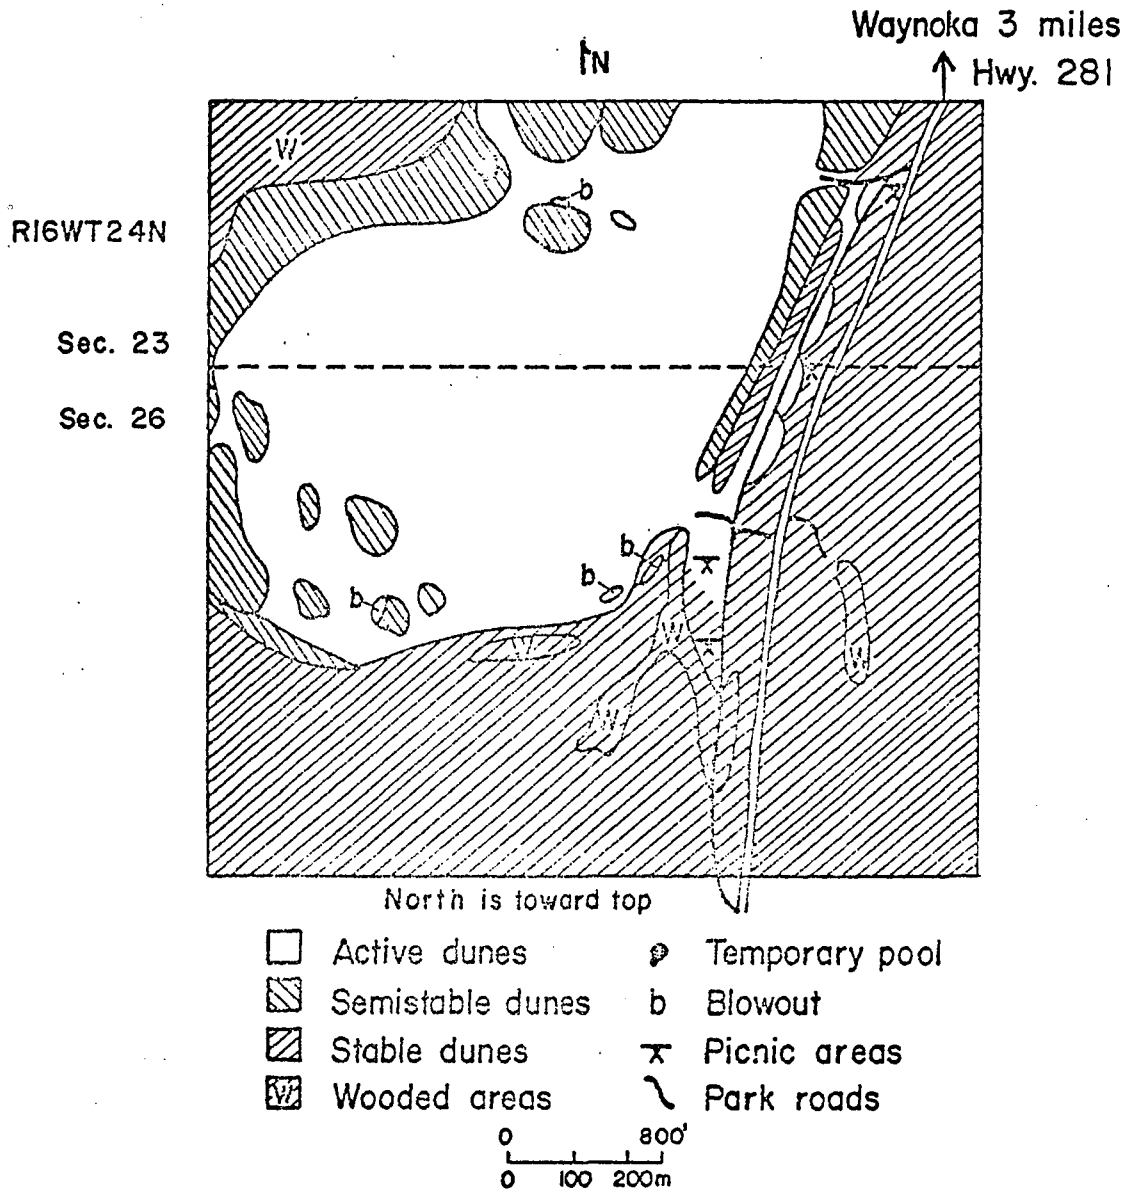 Waynoka 3 miles
N
Hwy. 281
W
b
R16WT24N
Sec. 23
Sec. 26
b
b
b
W
W
W
W
North is toward top
Active dunes
Temporary pool
Semistable dunes
b Blowout
Stable dunes
Picnic areas
W Wooded areas
Park roads
0 800'
0 100 200m